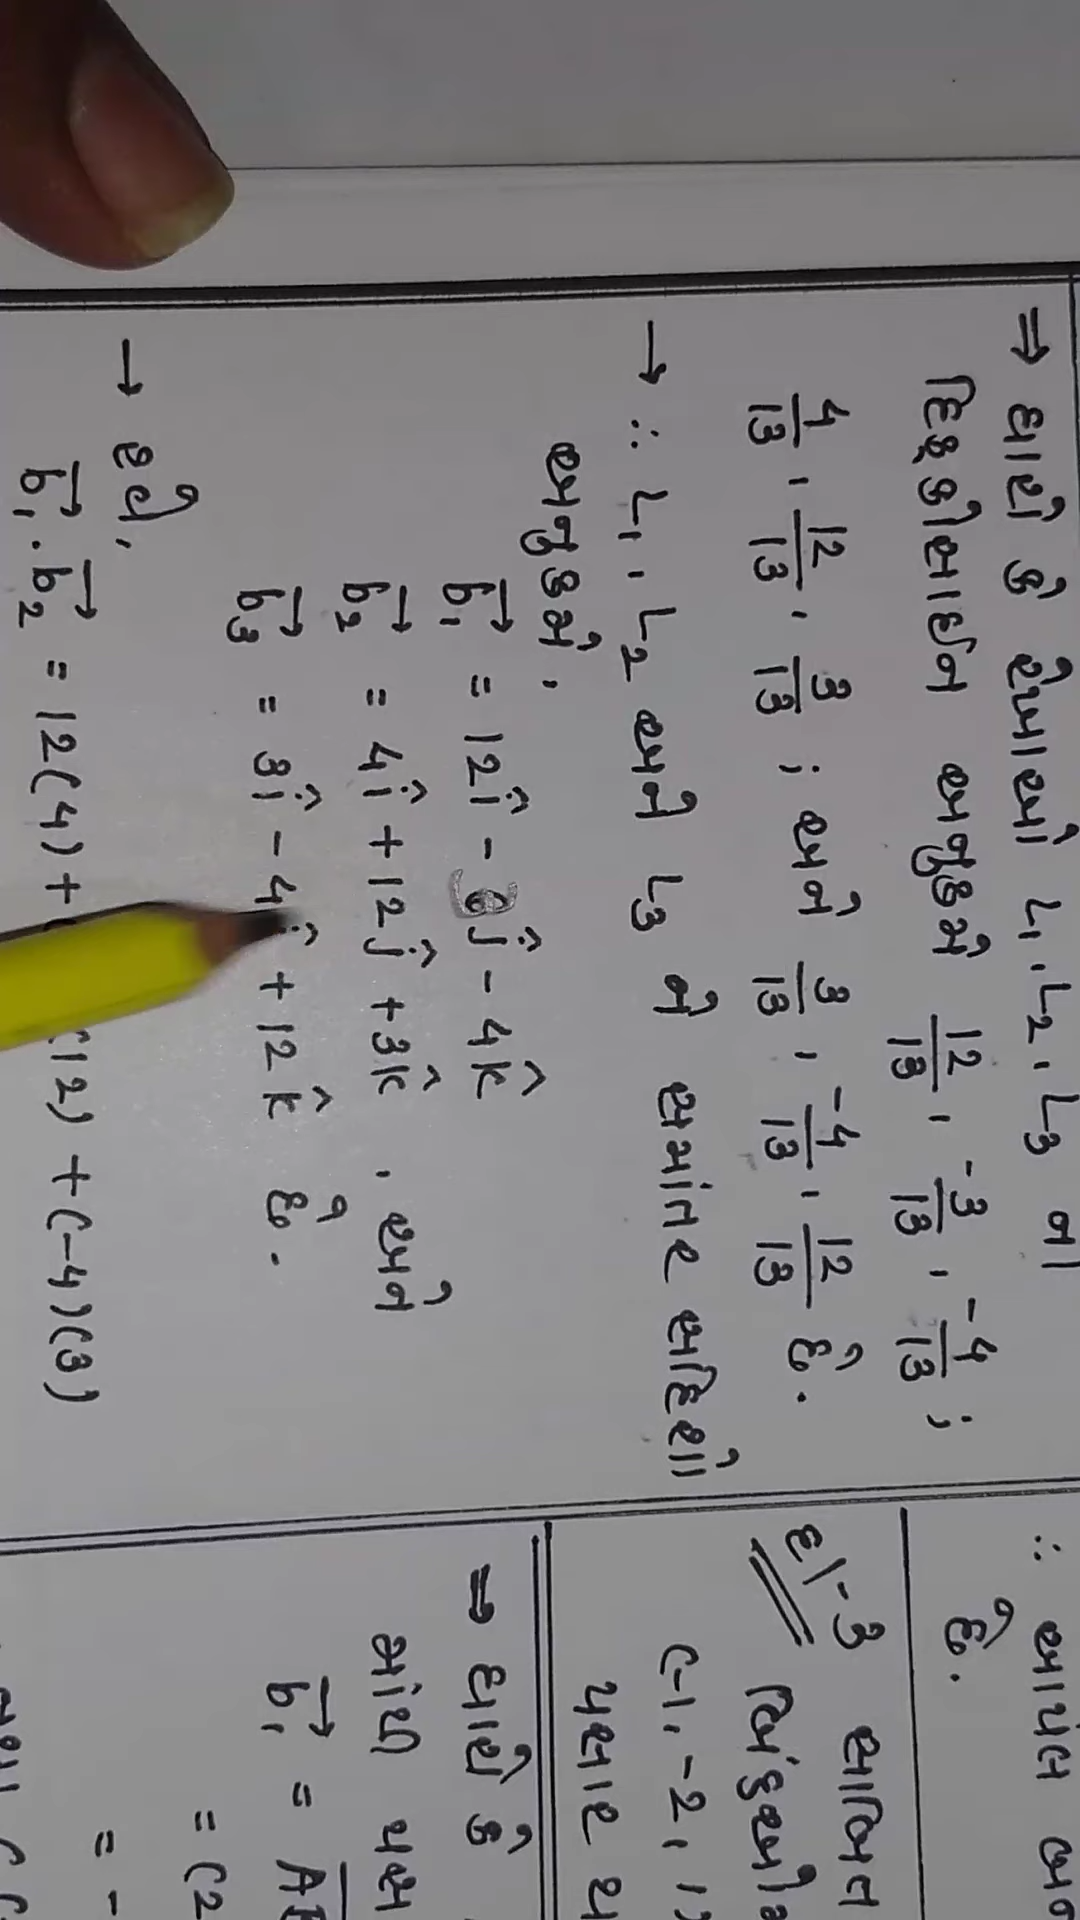 ⇒ ધારો કે રેખાઓ L₁, L₂, L₃ ના
દિક્કોસાઈન અનુક્રમે 12/13, -3/13, -4/13 ;
4/13, 12/13, 3/13 ; અને 3/13, -4/13, 12/13 છે.
→ ∴ L₁, L₂ અને L₃ ને સમાંતર સદિશો
અનુક્રમે,
b₁⃗ = 12î - 3ĵ - 4k̂
b₂⃗ = 4î + 12ĵ + 3k̂ , અને
b₃⃗ = 3î - 4ĵ + 12k̂ છે.
→ હવે,
b₁⃗ . b₂⃗ = 12(4) + (12) + (-4)(3)
∴ આપેલ
છે.
દા-3 સાબિત
બિંદુઓ
(-1, -2, 1)
પસાર
⇒ ધારો કે
માંથી
b₁⃗ =
= (2
= -